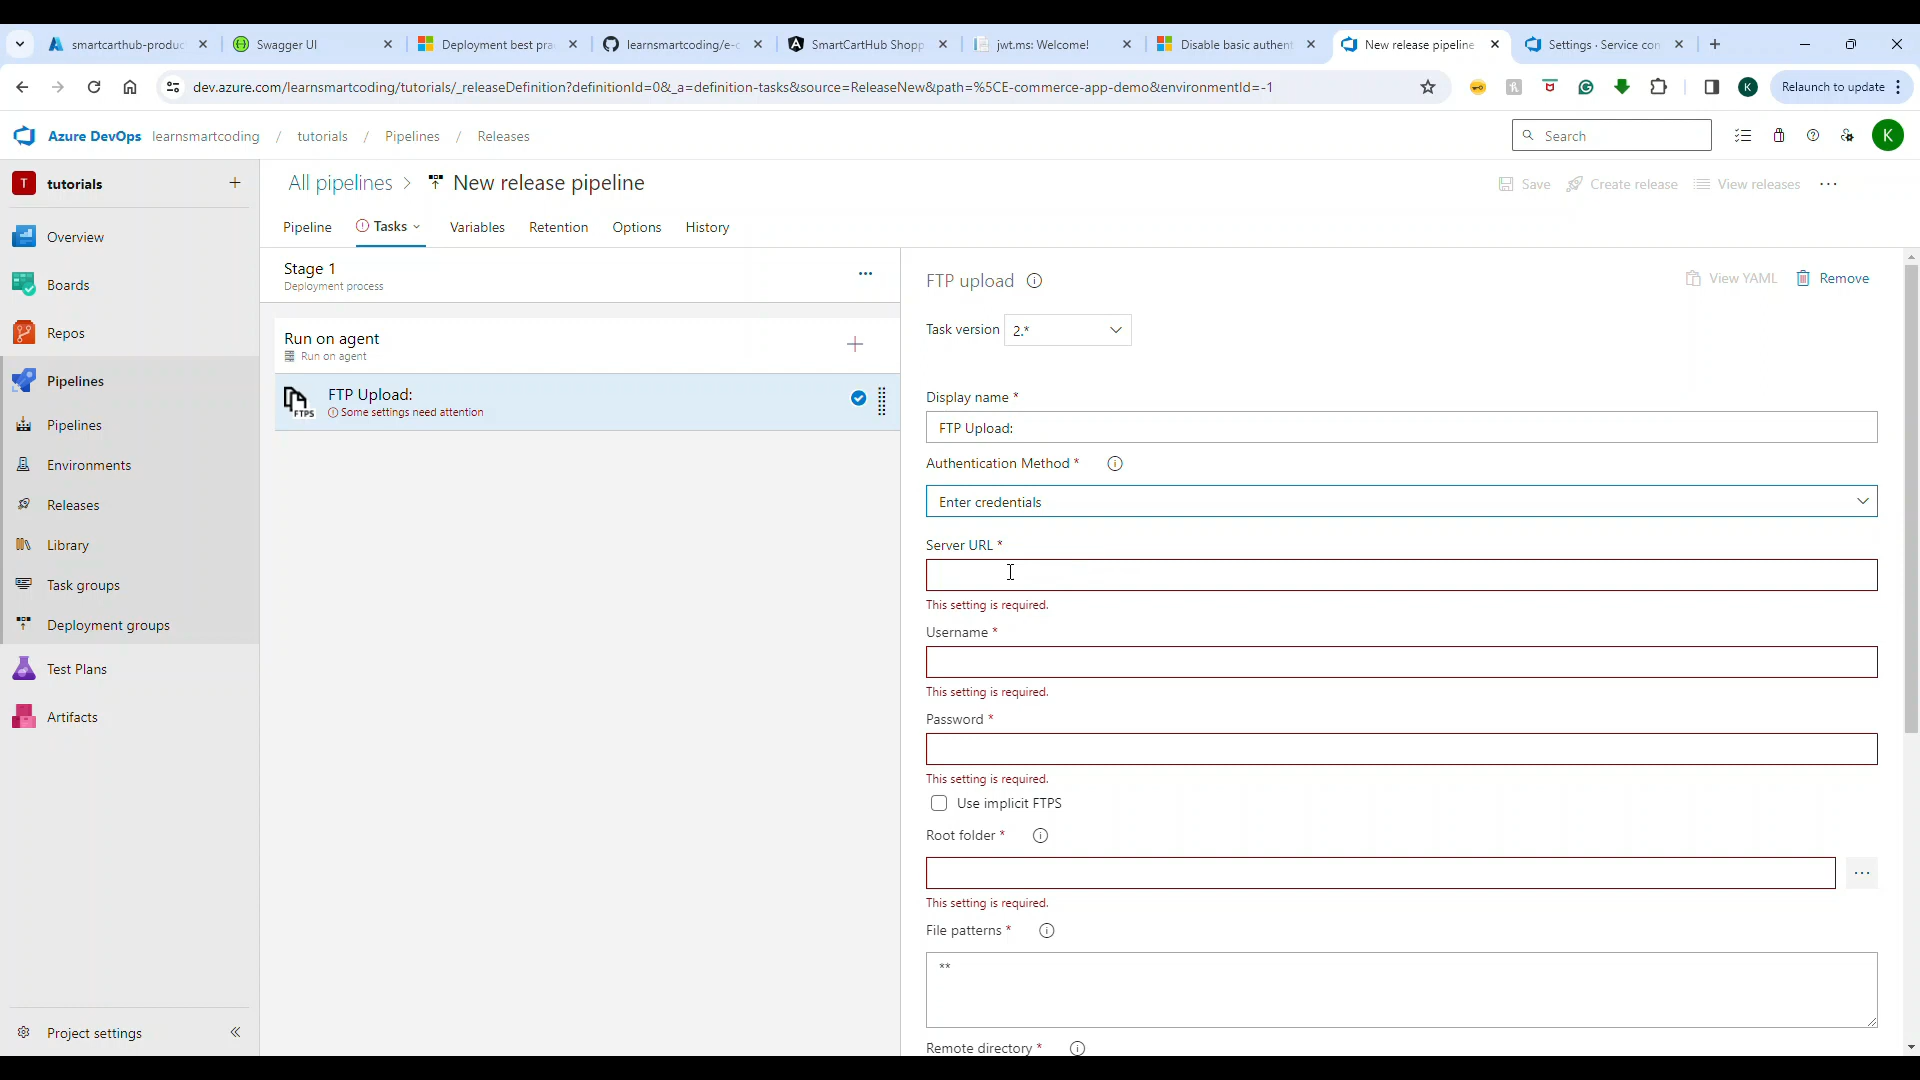 smartcarthub-produc
Swagger UI
Deployment best pra
learnsmartcoding/e-c
SmartCartHub Shopp
jwt.ms: Welcome!
Disable basic authent
New release pipeline
Settings · Service con
dev.azure.com/learnsmartcoding/tutorials/_releaseDefinition?definitionId=0&_a=definition-tasks&source=ReleaseNew&path=%5CE-commerce-app-demo&environmentId=-1
K
Relaunch to update
Azure DevOps learnsmartcoding / tutorials / Pipelines / Releases
Search
K
T tutorials
All pipelines > New release pipeline
Save
Create release
View releases
Pipeline
Tasks
Variables
Retention
Options
History
Overview
Boards
Repos
Pipelines
Pipelines
Environments
Releases
Library
Task groups
Deployment groups
Test Plans
Artifacts
Project settings
Stage 1
Deployment process
Run on agent
Run on agent
FTPS
FTP Upload:
Some settings need attention
FTP upload
View YAML
Remove
Task version 2.*
Display name *
FTP Upload:
Authentication Method *
Enter credentials
Server URL *
This setting is required.
Username *
This setting is required.
Password *
This setting is required.
Use implicit FTPS
Root folder *
This setting is required.
File patterns *
**
Remote directory *